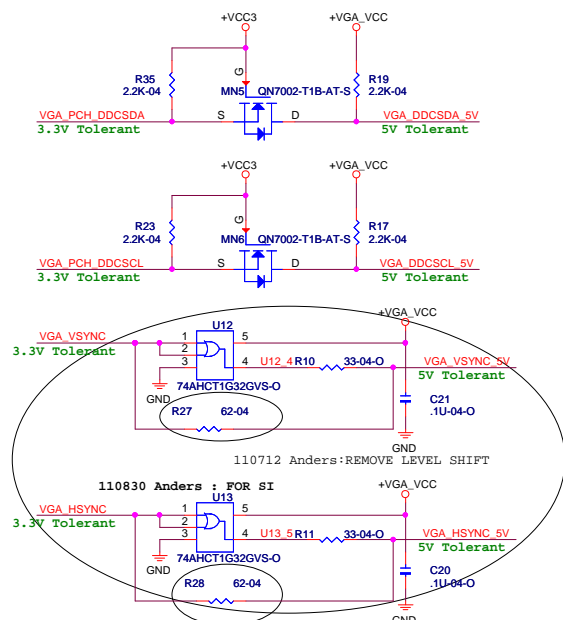 +VCC3 +VGA_VCC
R35 2.2K-04
G
MN5 QN7002-T1B-AT-S
R19 2.2K-04
VGA_PCH_DDCSDA S D VGA_DDCSDA_5V
3.3V Tolerant 5V Tolerant
+VCC3 +VGA_VCC
R23 2.2K-04
G
MN6 QN7002-T1B-AT-S
R17 2.2K-04
VGA_PCH_DDCSCL S D VGA_DDCSCL_5V
3.3V Tolerant 5V Tolerant
+VGA_VCC
U12
VGA_VSYNC 1 5
3.3V Tolerant 2
3 4 U12_4 R10 33-04-O VGA_VSYNC_5V
5V Tolerant
74AHCT1G32GVS-O
GND
R27 62-04
C21
.1U-04-O
GND
110712 Anders:REMOVE LEVEL SHIFT
110830 Anders : FOR SI
+VGA_VCC
U13
VGA_HSYNC 1 5
3.3V Tolerant 2
3 4 U13_5 R11 33-04-O VGA_HSYNC_5V
5V Tolerant
74AHCT1G32GVS-O
GND
R28 62-04
C20
.1U-04-O
GND